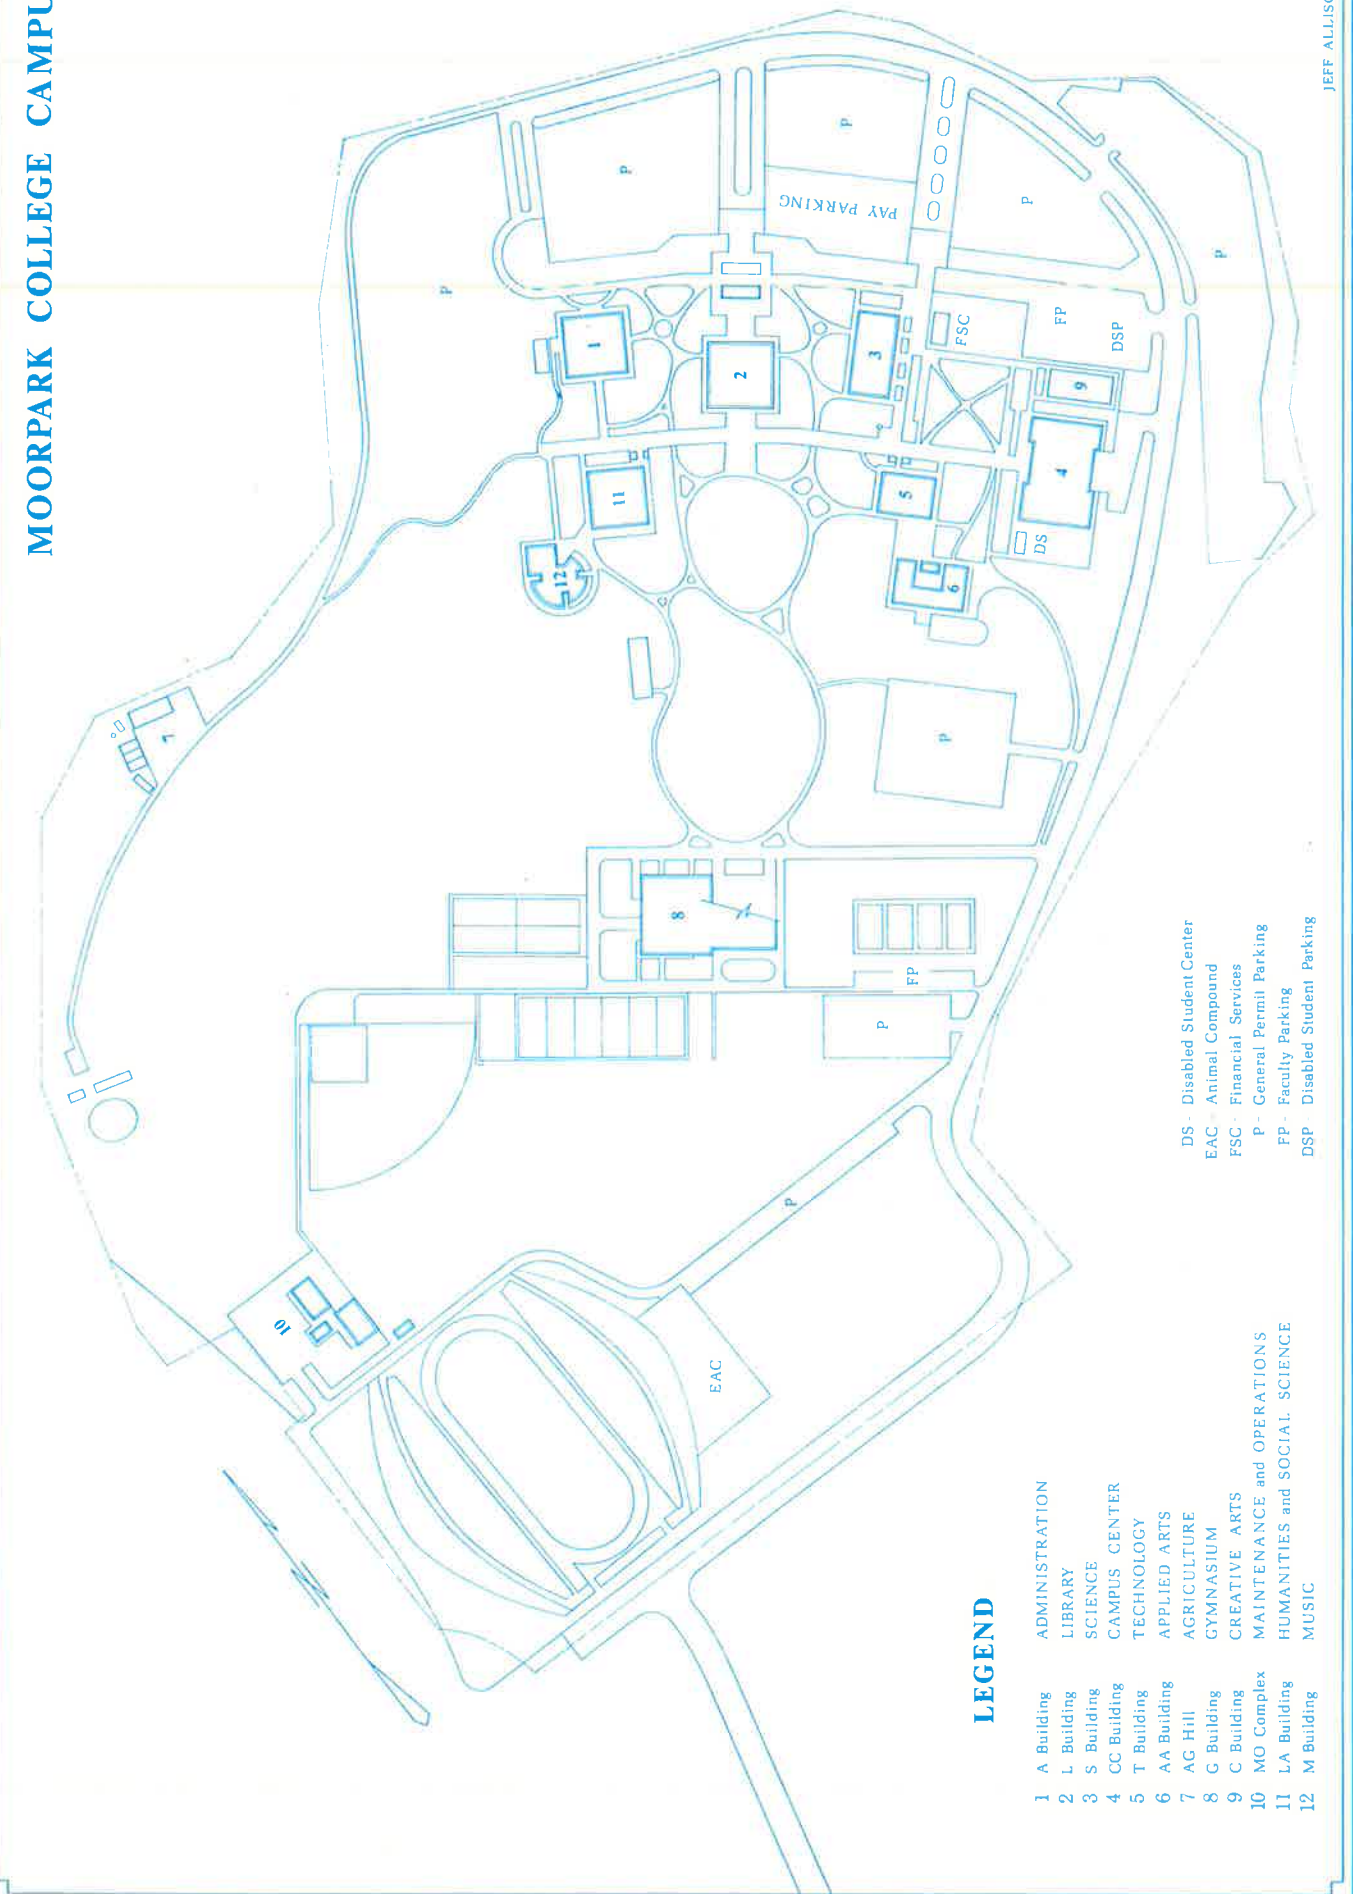 MOORPARK COLLEGE CAMPU
JEFF ALLISO
P
P
P
PAY PARKING
P
P
1
2
3
FSC
FP
DSP
9
11
12
5
4
DS
6
7
P
8
FP
P
P
10
EAC
LEGEND
1 A Building ADMINISTRATION
2 L Building LIBRARY
3 S Building SCIENCE
4 CC Building CAMPUS CENTER
5 T Building TECHNOLOGY
6 AA Building APPLIED ARTS
7 AG Hill AGRICULTURE
8 G Building GYMNASIUM
9 C Building CREATIVE ARTS
10 MO Complex MAINTENANCE and OPERATIONS
11 LA Building HUMANITIES and SOCIAL SCIENCE
12 M Building MUSIC
DS - Disabled Student Center
EAC - Animal Compound
FSC - Financial Services
P - General Permit Parking
FP - Faculty Parking
DSP - Disabled Student Parking